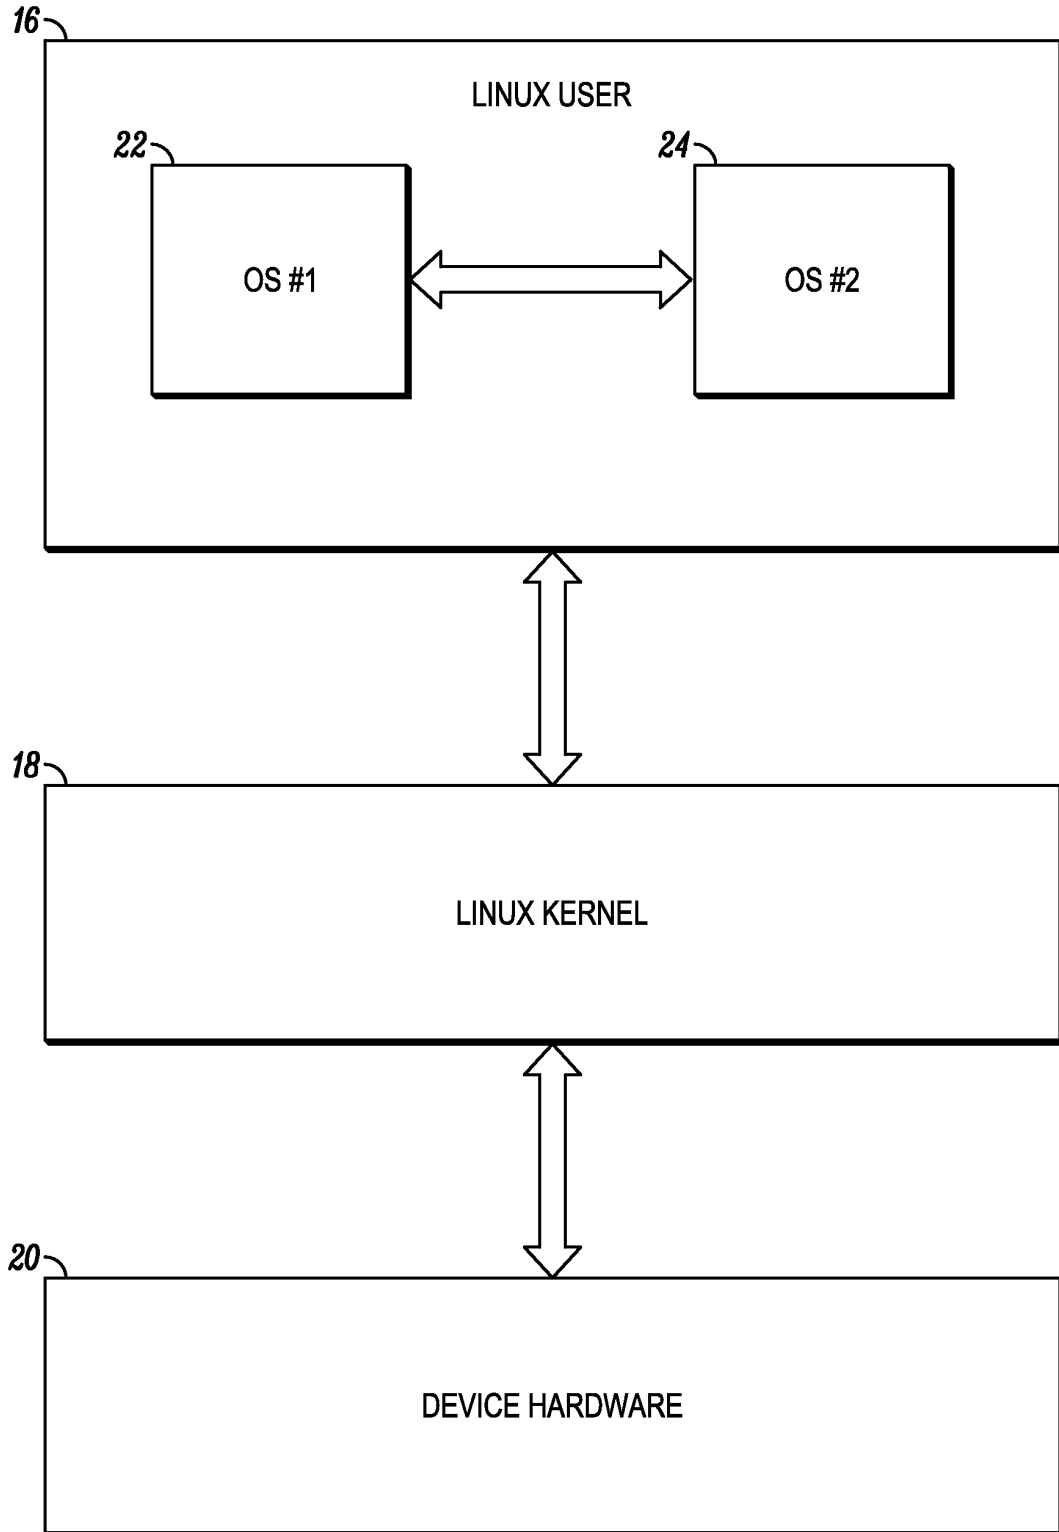 16
LINUX USER
22
24
OS #1
OS #2
18
LINUX KERNEL
20
DEVICE HARDWARE